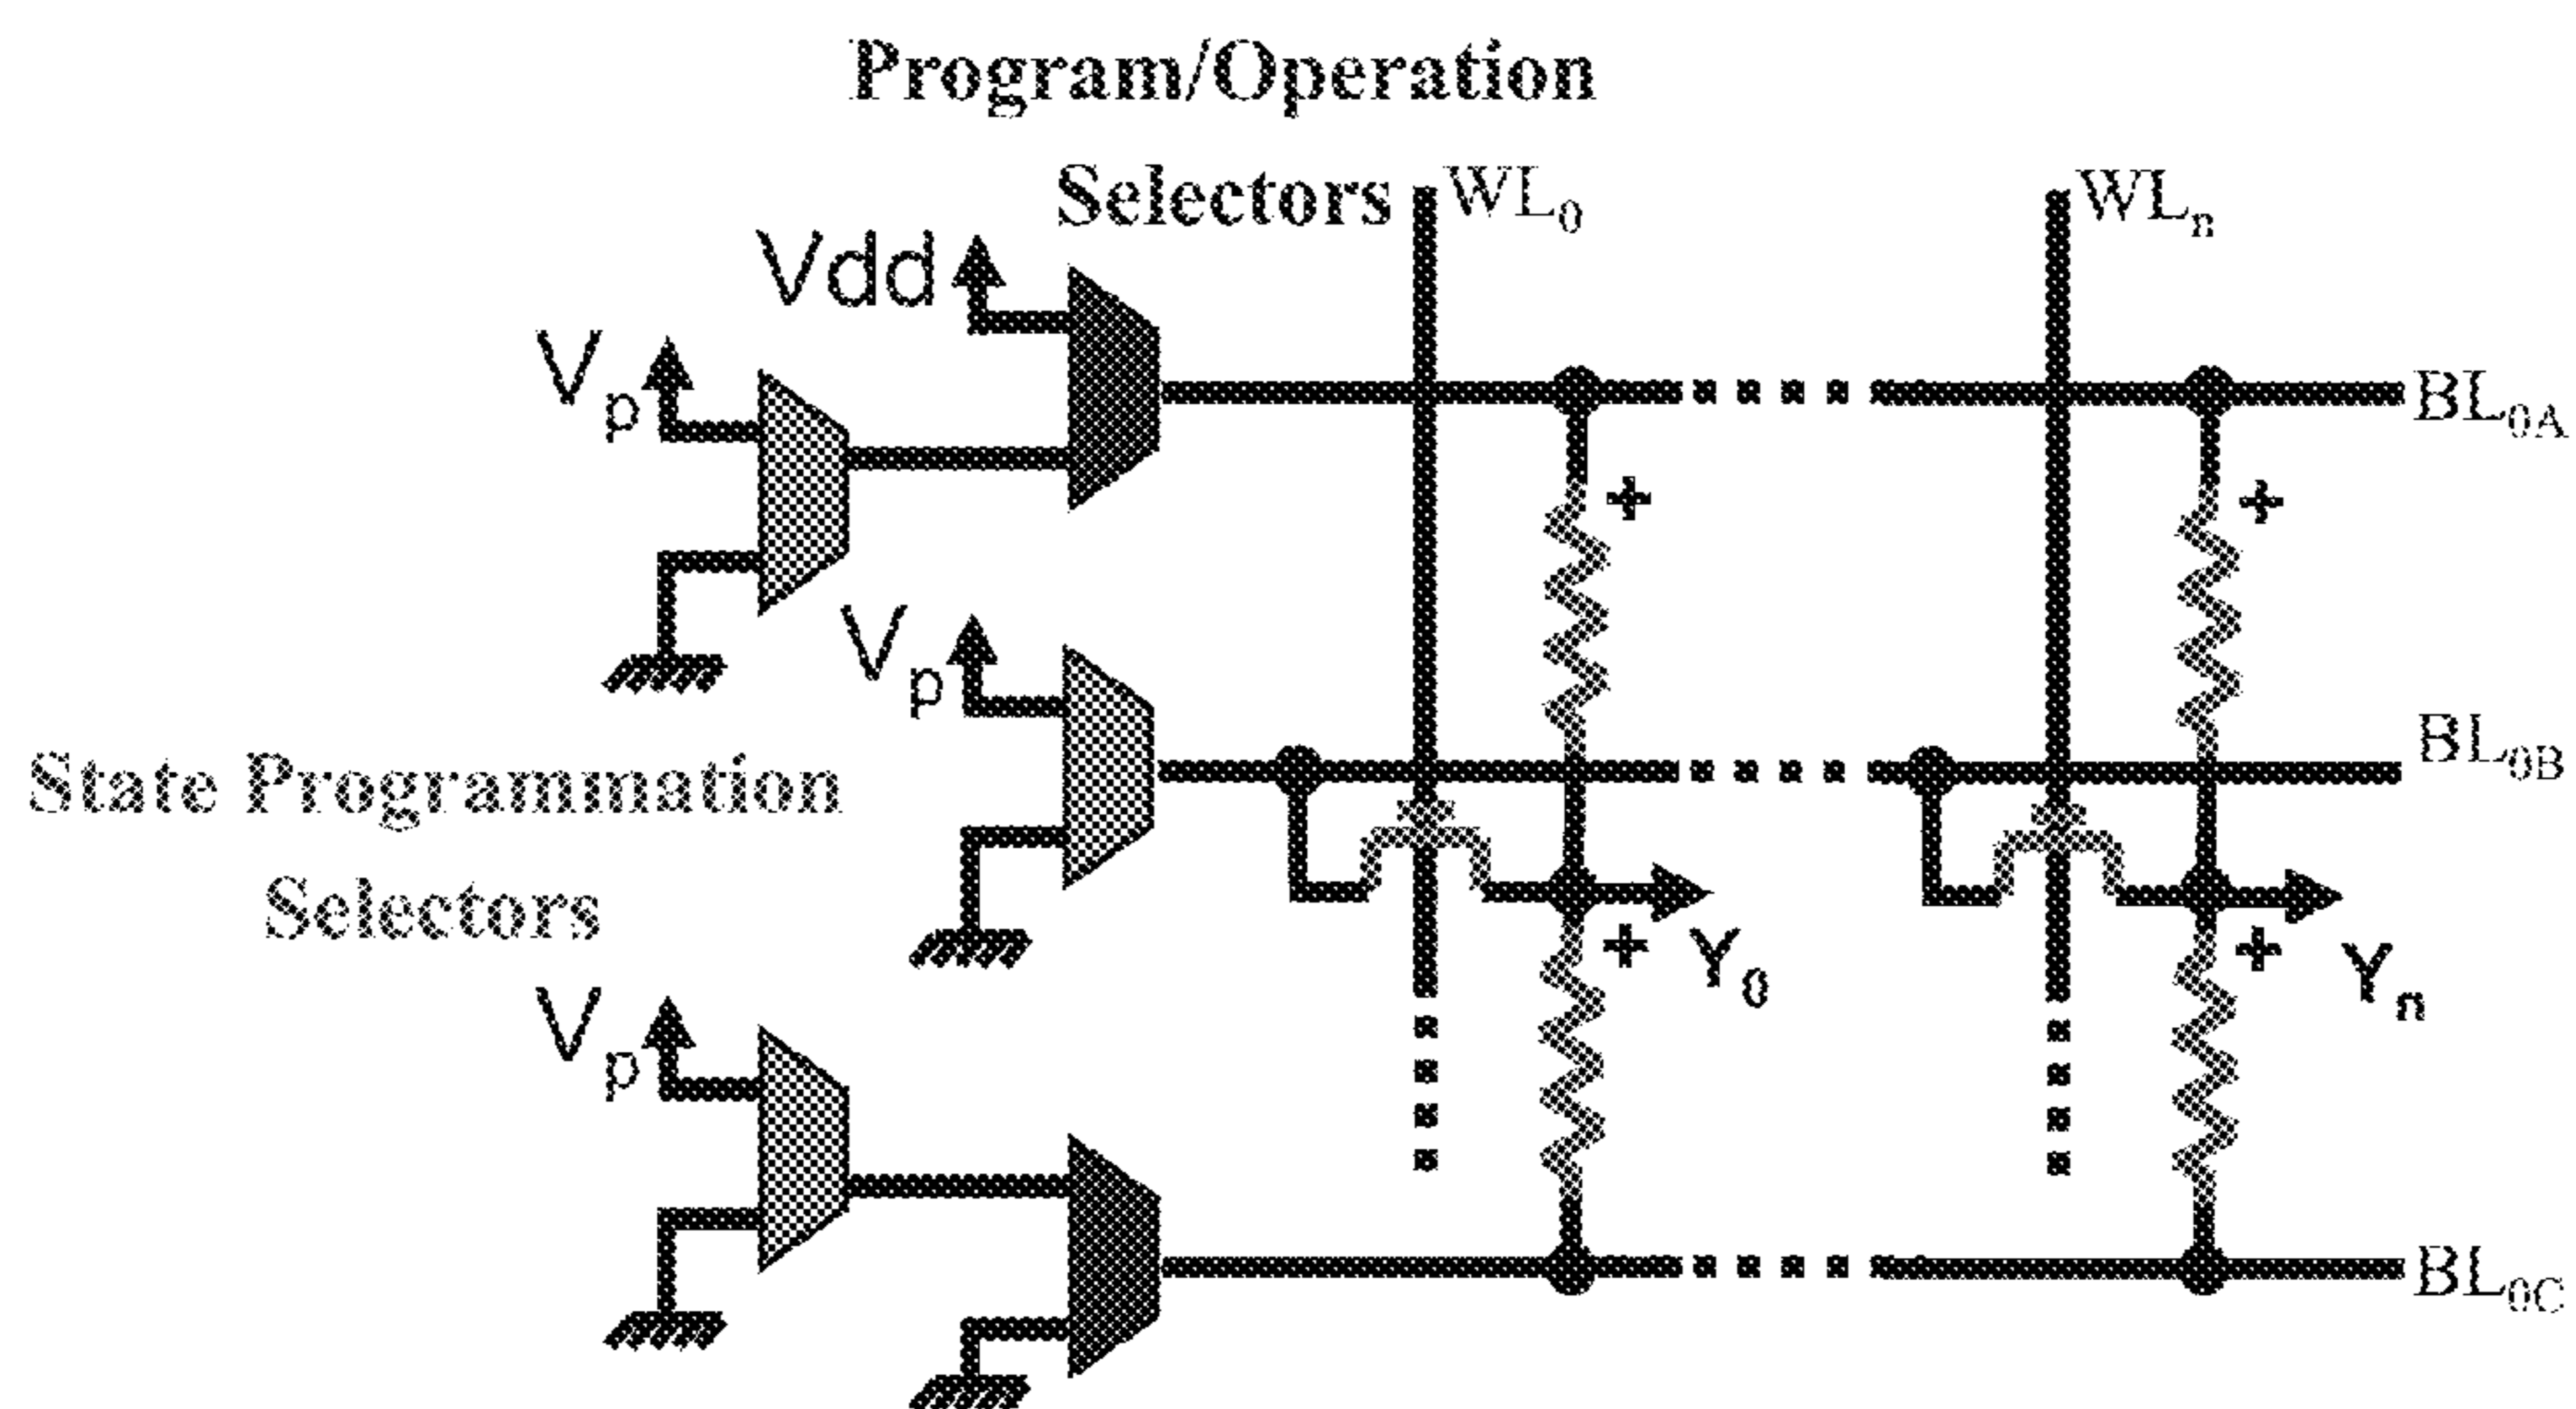 Program/Operation
Selectors
WL0
WLn
Vdd
Vp
BL0A
+
+
Vp
State Programmation
Selectors
BL0B
+
Y0
+
Yn
Vp
BL0C